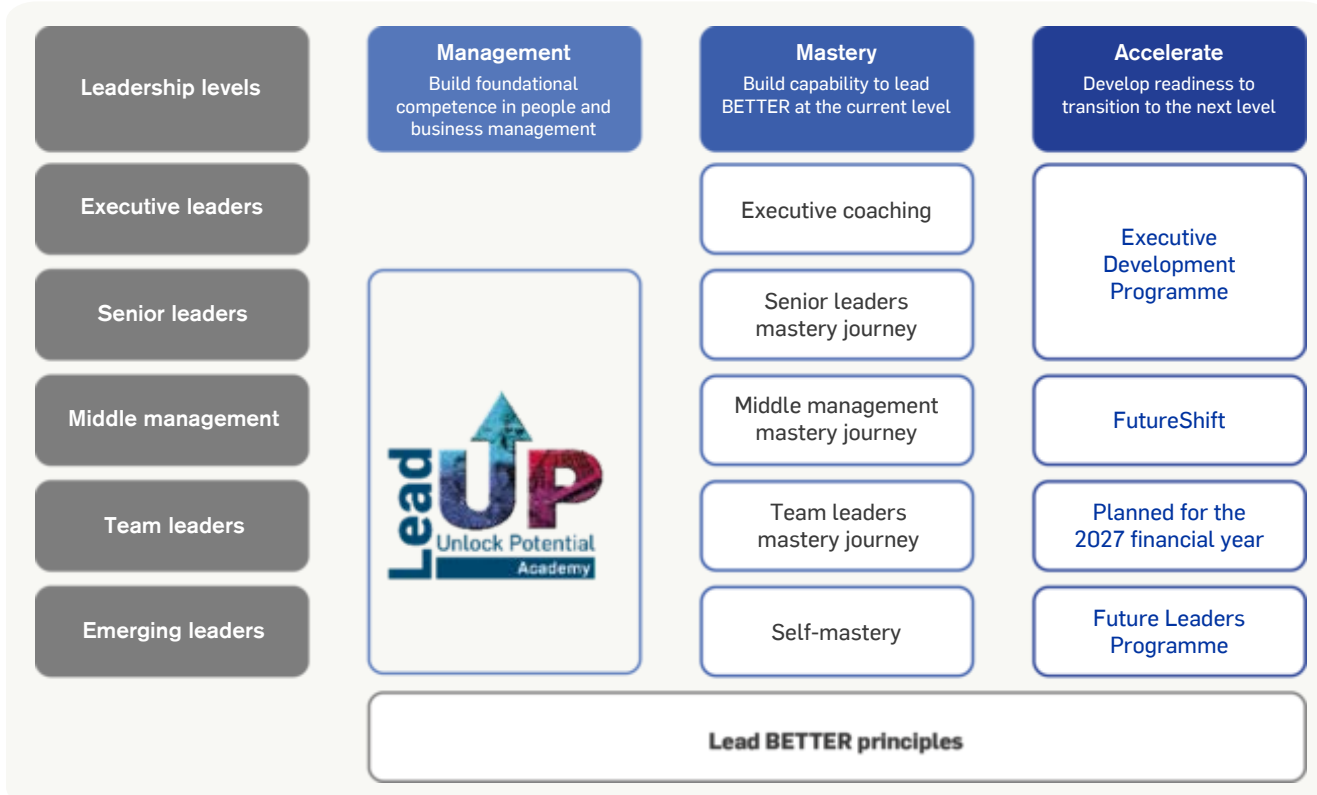 Leadership levels
Management
Build foundational
competence in people and
business management
Mastery
Build capability to lead
BETTER at the current level
Accelerate
Develop readiness to
transition to the next level
Executive leaders
Executive coaching
Executive
Development
Programme
Senior leaders
Senior leaders
mastery journey
Middle management
Middle management
mastery journey
FutureShift
Team leaders
Team leaders
mastery journey
Planned for the
2027 financial year
Emerging leaders
Self-mastery
Future Leaders
Programme
Lead
UP
Unlock Potential
Academy
Lead BETTER principles